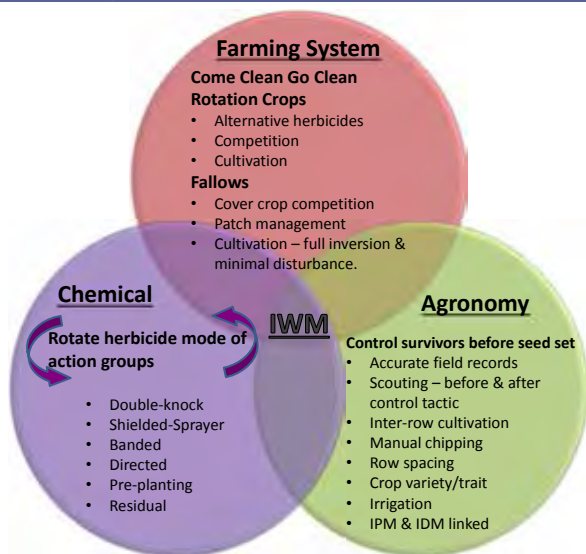 Farming System
Come Clean Go Clean
Rotation Crops
• Alternative herbicides
• Competition
• Cultivation
Fallows
• Cover crop competition
• Patch management
• Cultivation – full inversion &
minimal disturbance.
Chemical
Rotate herbicide mode of
action groups
• Double-knock
• Shielded-Sprayer
• Banded
• Directed
• Pre-planting
• Residual
IWM
Agronomy
Control survivors before seed set
• Accurate field records
• Scouting – before & after
control tactic
• Inter-row cultivation
• Manual chipping
• Row spacing
• Crop variety/trait
• Irrigation
• IPM & IDM linked